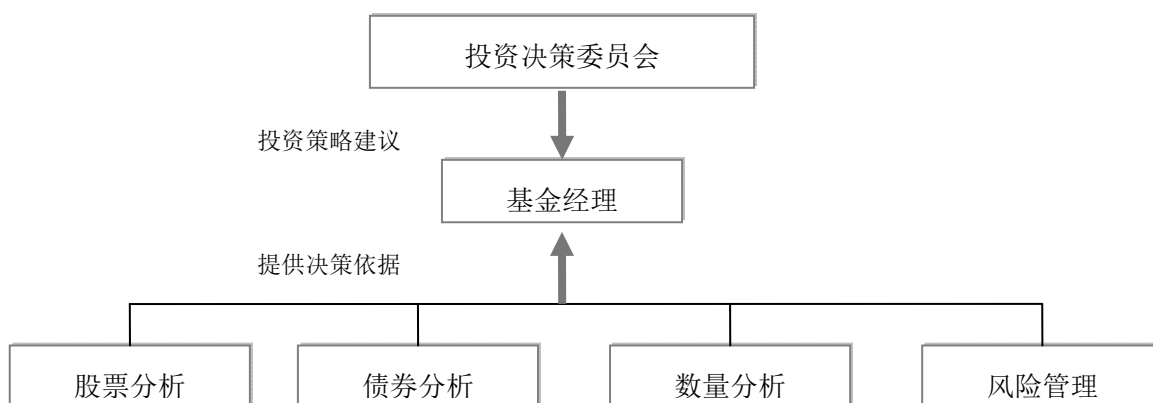 投资决策委员会
投资策略建议
基金经理
提供决策依据
股票分析
债券分析
数量分析
风险管理